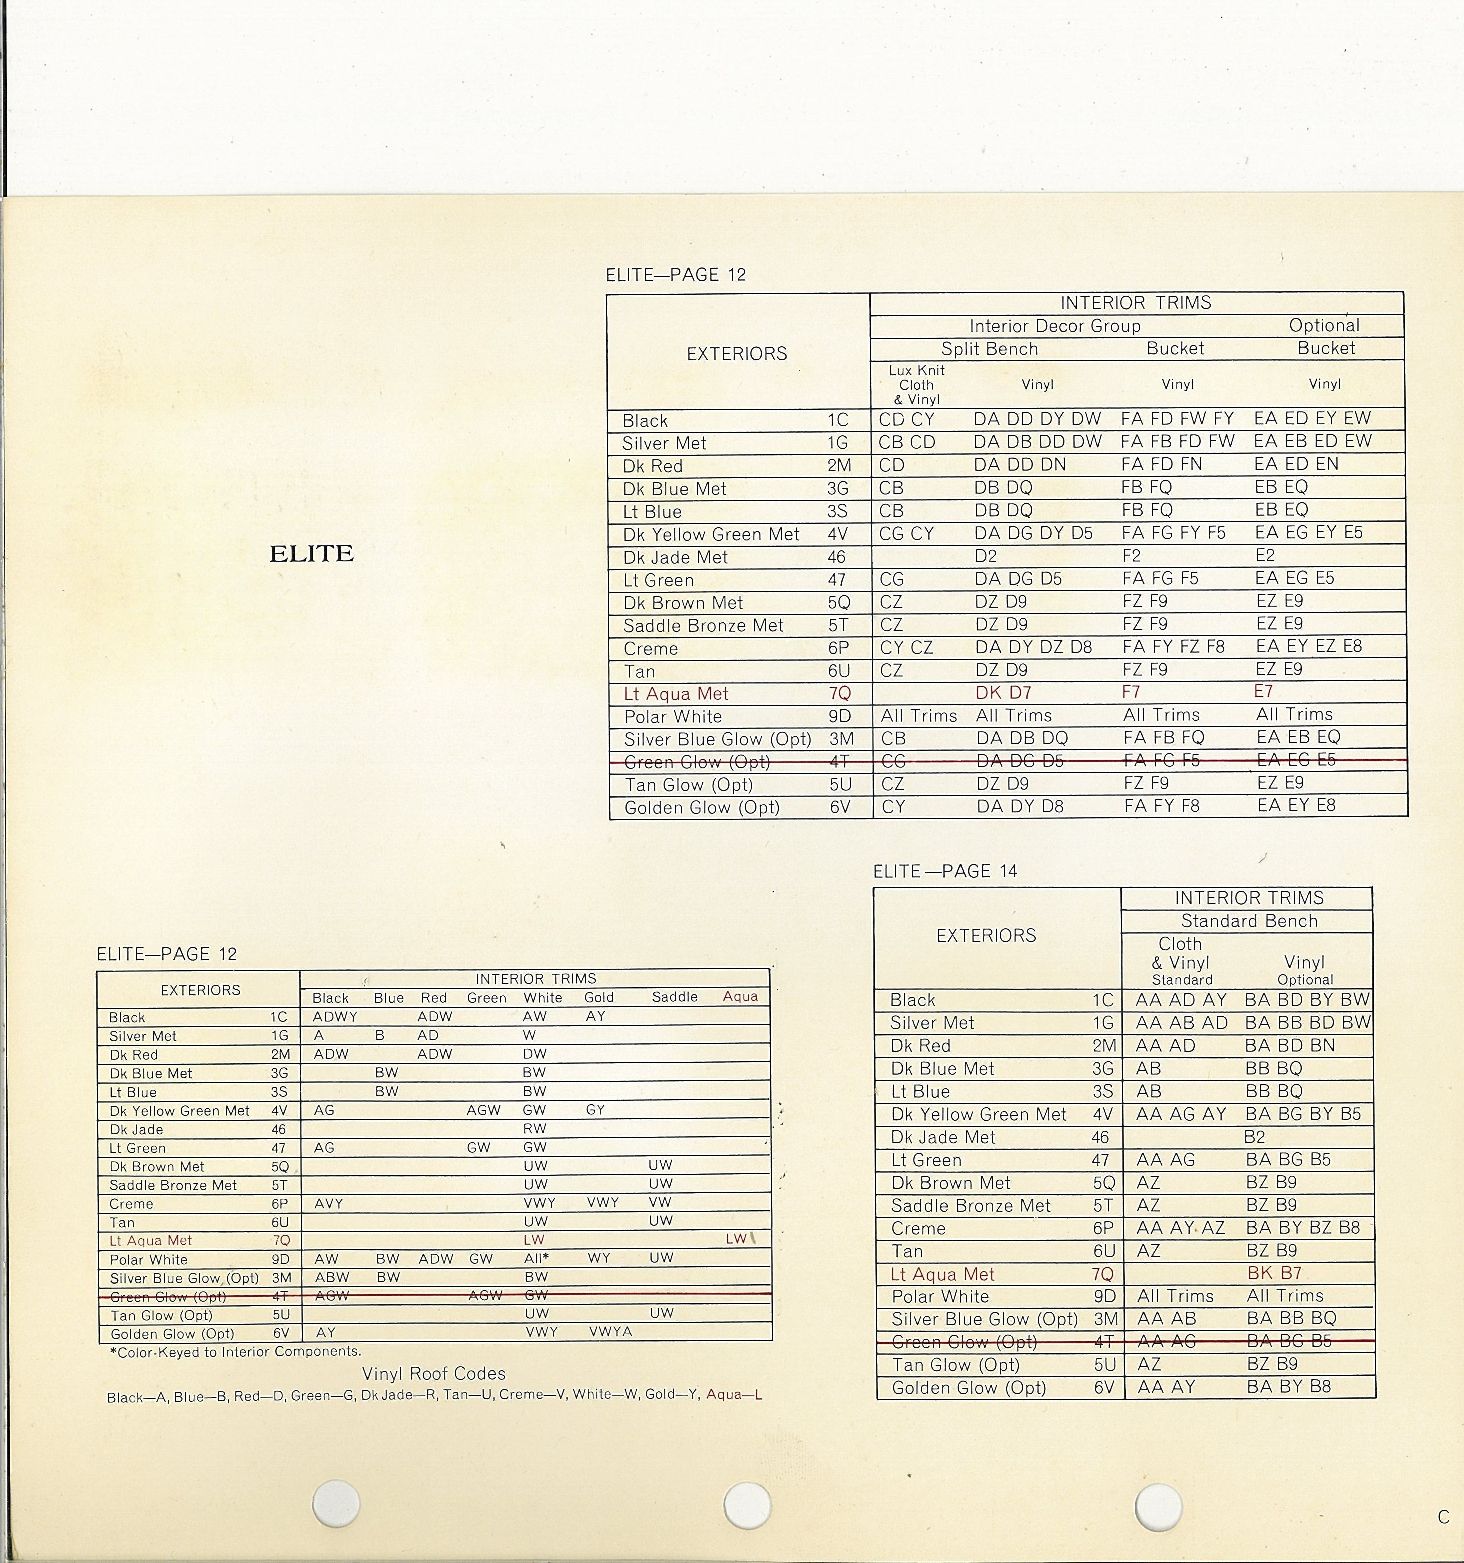 ELITE
ELITE—PAGE 12
EXTERIORS
INTERIOR TRIMS
Interior Decor Group Optional
Split Bench Bucket Bucket
Lux Knit
Cloth Vinyl Vinyl Vinyl
& Vinyl
Black 1C CD CY DA DD DY DW FA FD FW FY EA ED EY EW
Silver Met 1G CB CD DA DB DD DW FA FB FD FW EA EB ED EW
Dk Red 2M CD DA DD DN FA FD FN EA ED EN
Dk Blue Met 3G CB DB DQ FB FQ EB EQ
Lt Blue 3S CB DB DQ FB FQ EB EQ
Dk Yellow Green Met 4V CG CY DA DG DY D5 FA FG FY F5 EA EG EY E5
Dk Jade Met 46 D2 F2 E2
Lt Green 47 CG DA DG D5 FA FG F5 EA EG E5
Dk Brown Met 5Q CZ DZ D9 FZ F9 EZ E9
Saddle Bronze Met 5T CZ DZ D9 FZ F9 EZ E9
Creme 6P CY CZ DA DY DZ D8 FA FY FZ F8 EA EY EZ E8
Tan 6U CZ DZ D9 FZ F9 EZ E9
Lt Aqua Met 7Q DK D7 F7 E7
Polar White 9D All Trims All Trims All Trims All Trims
Silver Blue Glow (Opt) 3M CB DA DB DQ FA FB FQ EA EB EQ
Green Glow (Opt) 4T CG DA DG D5 FA FG F5 EA EG E5
Tan Glow (Opt) 5U CZ DZ D9 FZ F9 EZ E9
Golden Glow (Opt) 6V CY DA DY D8 FA FY F8 EA EY E8
ELITE—PAGE 12
EXTERIORS
INTERIOR TRIMS
Black Blue Red Green White Gold Saddle Aqua
Black 1C ADWY ADW AW AY
Silver Met 1G A B AD W
Dk Red 2M ADW ADW DW
Dk Blue Met 3G BW BW
Lt Blue 3S BW BW
Dk Yellow Green Met 4V AG AGW GW GY
Dk Jade 46 RW
Lt Green 47 AG GW GW
Dk Brown Met 5Q UW UW
Saddle Bronze Met 5T UW UW
Creme 6P AVY VWY VWY VW
Tan 6U UW UW
Lt Aqua Met 7Q LW LW
Polar White 9D AW BW ADW GW All* WY UW
Silver Blue Glow (Opt) 3M ABW BW BW
Green Glow (Opt) 4T AGW AGW GW
Tan Glow (Opt) 5U UW UW
Golden Glow (Opt) 6V AY VWY VWYA
*Color-Keyed to Interior Components.
Vinyl Roof Codes
Black—A, Blue—B, Red—D, Green—G, Dk Jade—R, Tan—U, Creme—V, White—W, Gold—Y, Aqua—L
ELITE—PAGE 14
EXTERIORS
INTERIOR TRIMS
Standard Bench
Cloth
& Vinyl Vinyl
Standard Optional
Black 1C AA AD AY BA BD BY BW
Silver Met 1G AA AB AD BA BB BD BW
Dk Red 2M AA AD BA BD BN
Dk Blue Met 3G AB BB BQ
Lt Blue 3S AB BB BQ
Dk Yellow Green Met 4V AA AG AY BA BG BY B5
Dk Jade Met 46 B2
Lt Green 47 AA AG BA BG B5
Dk Brown Met 5Q AZ BZ B9
Saddle Bronze Met 5T AZ BZ B9
Creme 6P AA AY AZ BA BY BZ B8
Tan 6U AZ BZ B9
Lt Aqua Met 7Q BK B7
Polar White 9D All Trims All Trims
Silver Blue Glow (Opt) 3M AA AB BA BB BQ
Green Glow (Opt) 4T AA AG BA BG B5
Tan Glow (Opt) 5U AZ BZ B9
Golden Glow (Opt) 6V AA AY BA BY B8
C